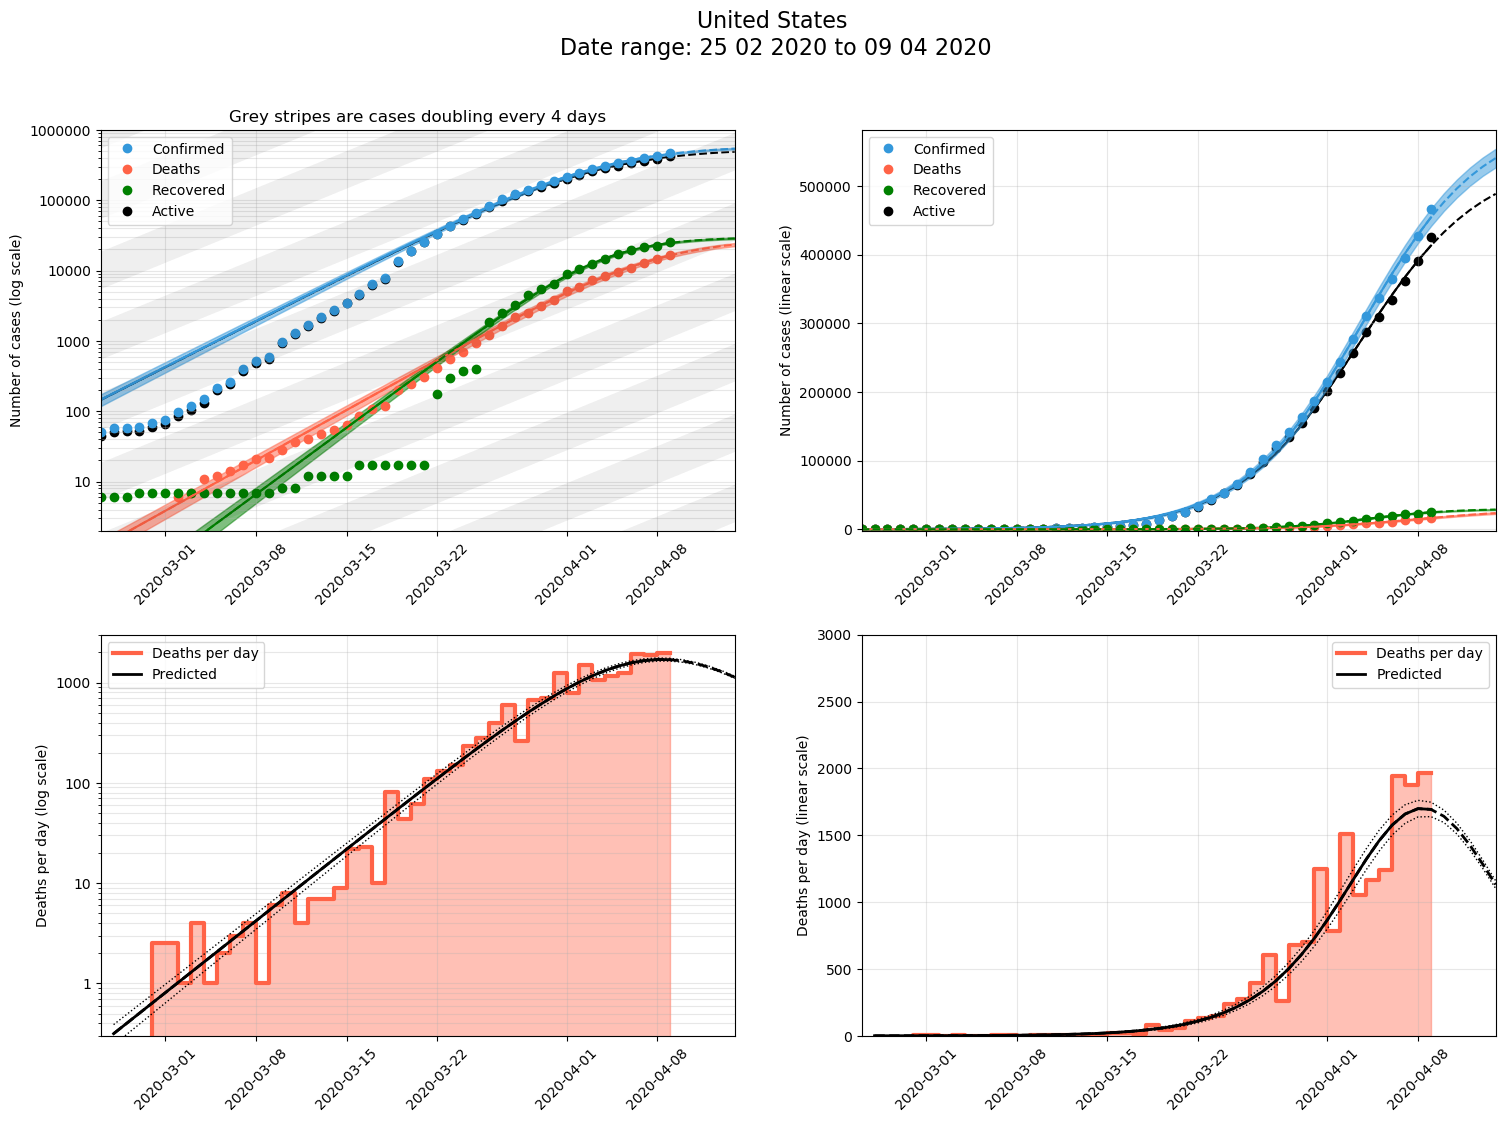 United States
Date range: 25 02 2020 to 09 04 2020
Grey stripes are cases doubling every 4 days
Number of cases (log scale)
1000000
100000
10000
1000
100
10
Confirmed
Deaths
Recovered
Active
2020-03-01
2020-03-08
2020-03-15
2020-03-22
2020-04-01
2020-04-08
Number of cases (linear scale)
500000
400000
300000
200000
100000
0
Confirmed
Deaths
Recovered
Active
2020-03-01
2020-03-08
2020-03-15
2020-03-22
2020-04-01
2020-04-08
Deaths per day (log scale)
1000
100
10
1
Deaths per day
Predicted
2020-03-01
2020-03-08
2020-03-15
2020-03-22
2020-04-01
2020-04-08
Deaths per day (linear scale)
3000
2500
2000
1500
1000
500
0
Deaths per day
Predicted
2020-03-01
2020-03-08
2020-03-15
2020-03-22
2020-04-01
2020-04-08